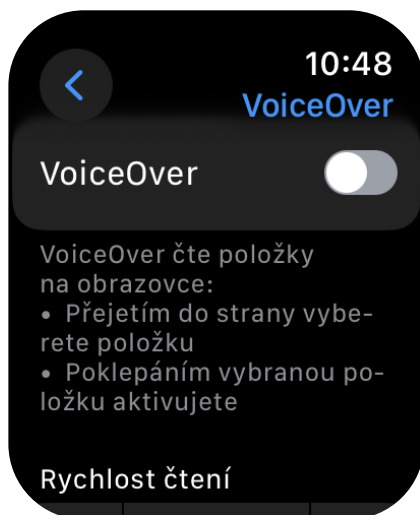 10:48
VoiceOver
VoiceOver
VoiceOver čte položky
na obrazovce:
• Přejetím do strany vybe-
rete položku
• Poklepáním vybranou po-
ložku aktivujete
Rychlost čtení